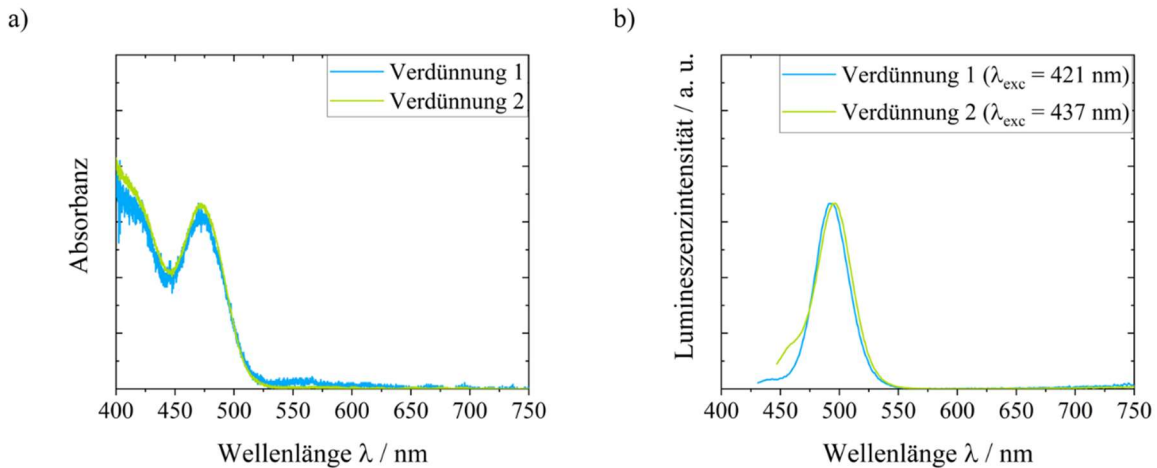 a)
Verdünnung 1
Verdünnung 2
Absorbanz
400 450 500 550 600 650 700 750
Wellenlänge λ / nm
b)
Verdünnung 1 (λexc = 421 nm)
Verdünnung 2 (λexc = 437 nm)
Lumineszenzintensität / a. u.
400 450 500 550 600 650 700 750
Wellenlänge λ / nm